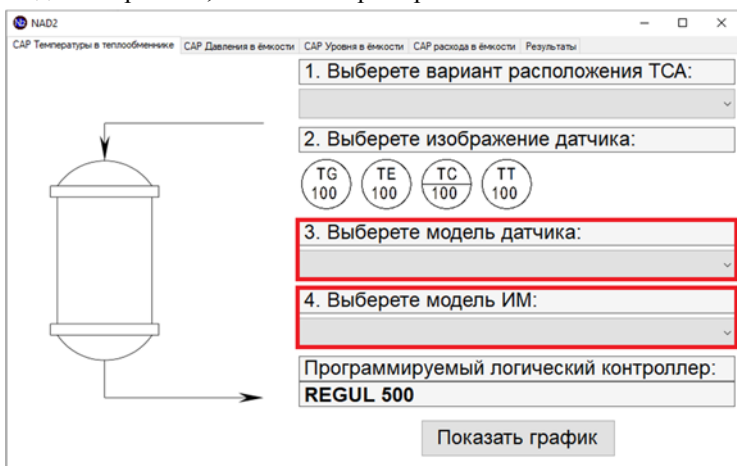 NAD2
САР Температуры в теплообменнике САР Давления в ёмкости САР Уровня в ёмкости САР расхода в ёмкости Результаты
1. Выберете вариант расположения ТСА:
2. Выберете изображение датчика:
TG 100 TE 100 TC 100 TT 100
3. Выберете модель датчика:
4. Выберете модель ИМ:
Программируемый логический контроллер:
REGUL 500
Показать график